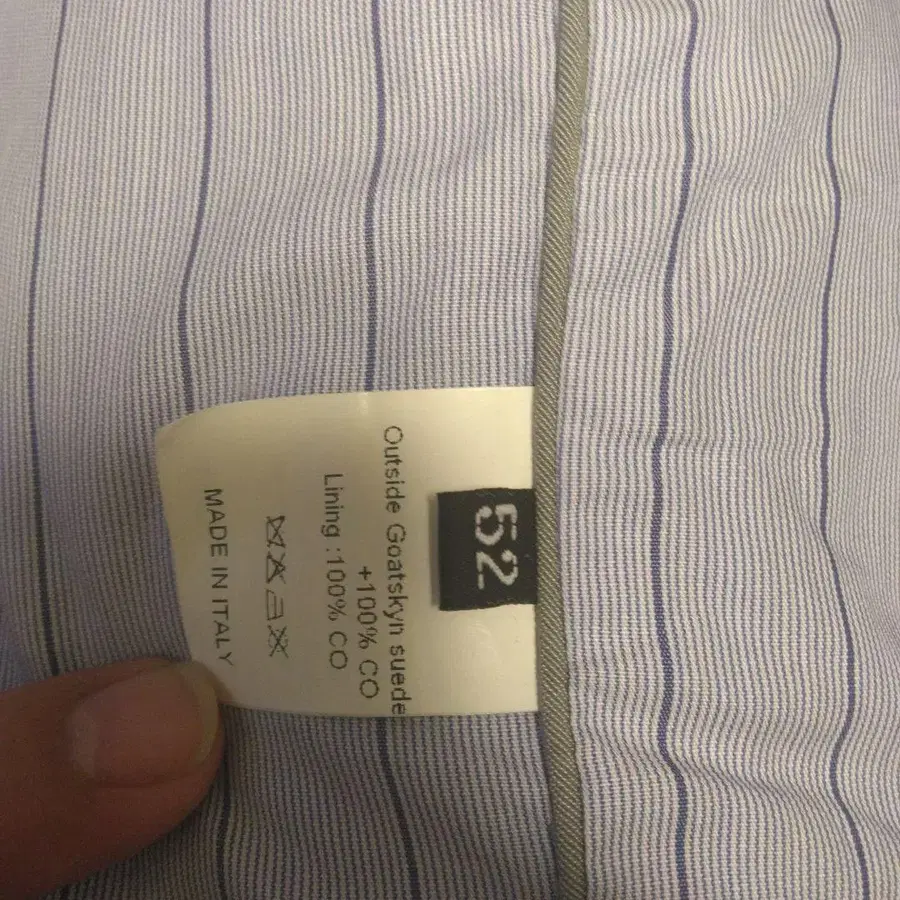 52
Outside Goatskyn suede
+100% CO
Lining :100% CO
MADE IN ITALY